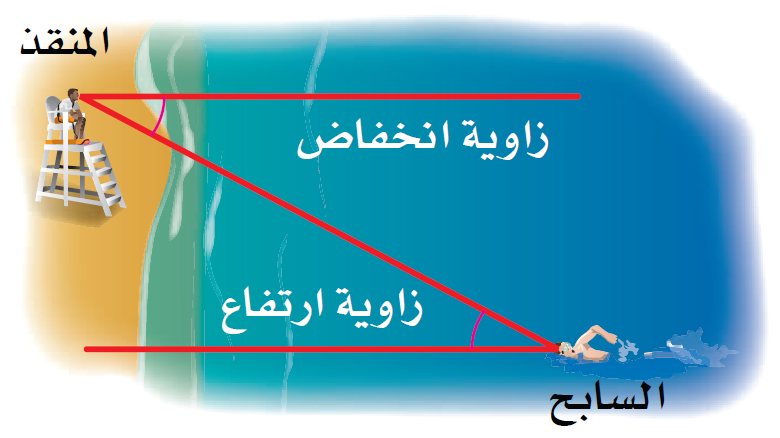 المنقذ
زاوية انخفاض
زاوية ارتفاع
السابح